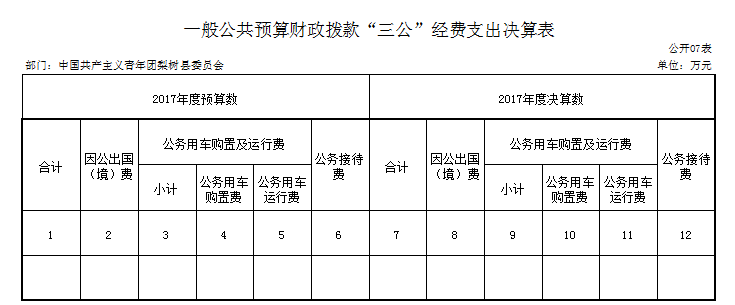 一般公共预算财政拨款“三公”经费支出决算表
公开07表
部门：中国共产主义青年团梨树县委员会
单位：万元
2017年度预算数
2017年度决算数
合计
因公出国
（境）费
公务用车购置及运行费
公务接待
费
合计
因公出国
（境）费
公务用车购置及运行费
公务接待
费
小计
公务用车
购置费
公务用车
运行费
小计
公务用车
购置费
公务用车
运行费
1 2 3 4 5 6 7 8 9 10 11 12